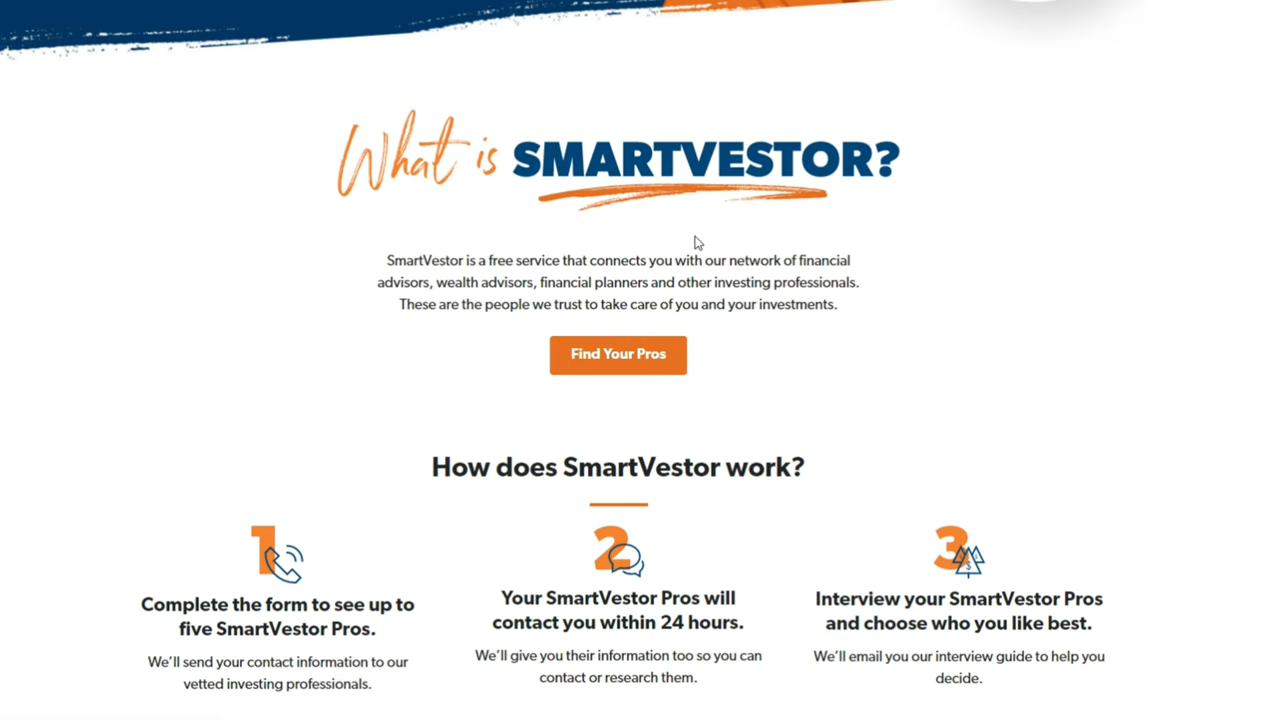 What is SMARTVESTOR?
SmartVestor is a free service that connects you with our network of financial
advisors, wealth advisors, financial planners and other investing professionals.
These are the people we trust to take care of you and your investments.
Find Your Pros
How does SmartVestor work?
1
Complete the form to see up to
five SmartVestor Pros.
We'll send your contact information to our
vetted investing professionals.
2
Your SmartVestor Pros will
contact you within 24 hours.
We'll give you their information too so you can
contact or research them.
3
$
Interview your SmartVestor Pros
and choose who you like best.
We'll email you our interview guide to help you
decide.